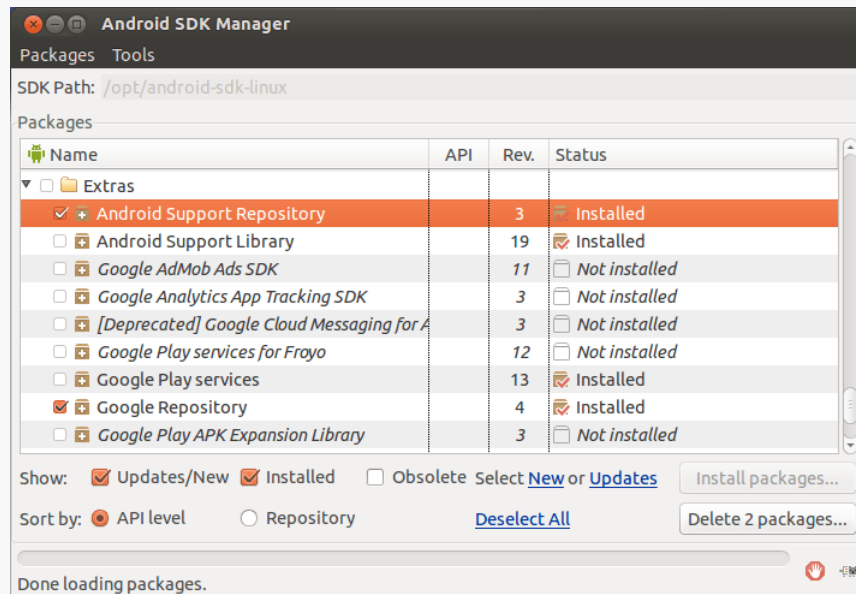 Android SDK Manager
Packages Tools
SDK Path: /opt/android-sdk-linux
Packages
Name API Rev. Status
Extras
Android Support Repository 3 Installed
Android Support Library 19 Installed
Google AdMob Ads SDK 11 Not installed
Google Analytics App Tracking SDK 3 Not installed
[Deprecated] Google Cloud Messaging for A 3 Not installed
Google Play services for Froyo 12 Not installed
Google Play services 13 Installed
Google Repository 4 Installed
Google Play APK Expansion Library 3 Not installed
Show: Updates/New Installed Obsolete Select New or Updates Install packages...
Sort by: API level Repository Deselect All Delete 2 packages...
Done loading packages.